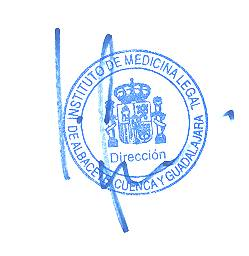 INSTITUTO DE MEDICINA LEGAL
DE ALBACETE, CUENCA Y GUADALAJARA
Dirección